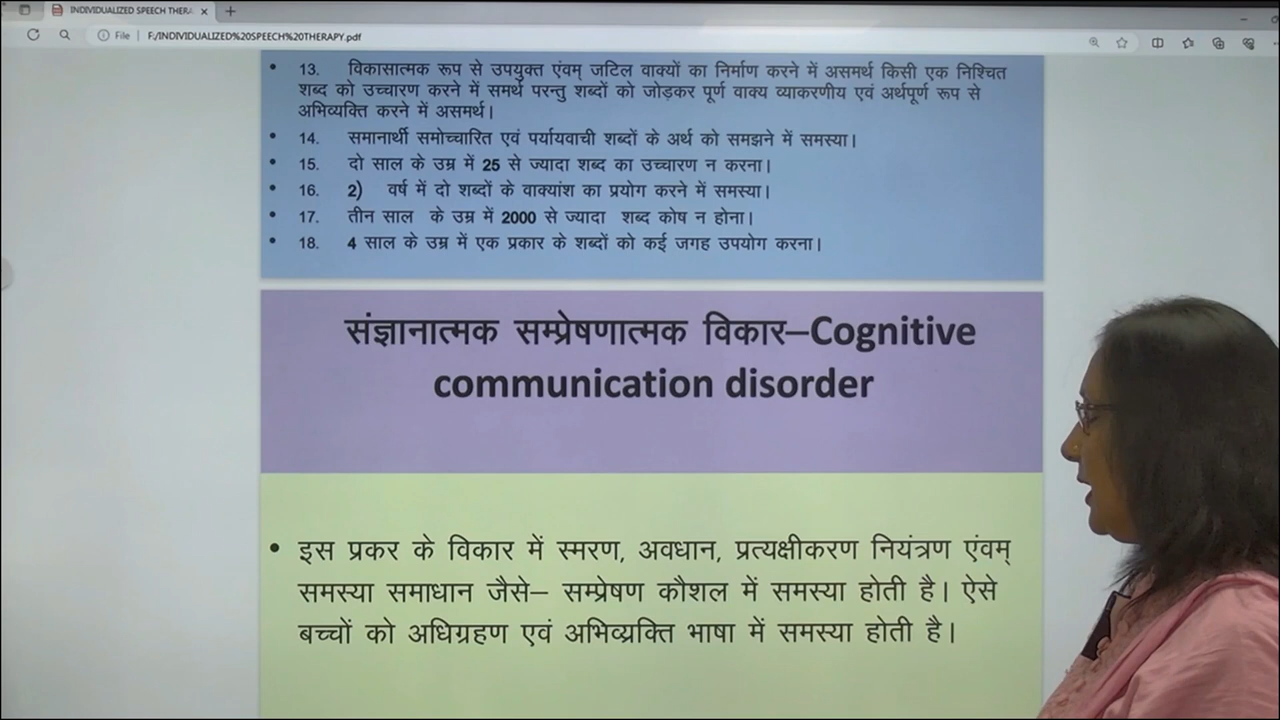 INDIVIDUALIZED SPEECH THERA
File
F:/INDIVIDUALIZED%20SPEECH%20THERAPY.pdf
• 13. विकासात्मक रूप से उपयुक्त एंवम् जटिल वाक्यों का निर्माण करने में असमर्थ किसी एक निश्चित
शब्द को उच्चारण करने में समर्थ परन्तु शब्दों को जोड़कर पूर्ण वाक्य व्याकरणीय एवं अर्थपूर्ण रूप से
अभिव्यक्ति करने में असमर्थ।
• 14. समानार्थी समोच्चारित एवं पर्यायवाची शब्दों के अर्थ को समझने में समस्या।
• 15. दो साल के उम्र में 25 से ज्यादा शब्द का उच्चारण न करना।
• 16. 2) वर्ष में दो शब्दों के वाक्यांश का प्रयोग करने में समस्या।
• 17. तीन साल के उम्र में 2000 से ज्यादा शब्द कोष न होना।
• 18. 4 साल के उम्र में एक प्रकार के शब्दों को कई जगह उपयोग करना।
संज्ञानात्मक सम्प्रेषणात्मक विकार–Cognitive
communication disorder
• इस प्रकर के विकार में स्मरण, अवधान, प्रत्यक्षीकरण नियंत्रण एंवम्
समस्या समाधान जैसे– सम्प्रेषण कौशल में समस्या होती है। ऐसे
बच्चों को अधिग्रहण एवं अभिव्यक्ति भाषा में समस्या होती है।